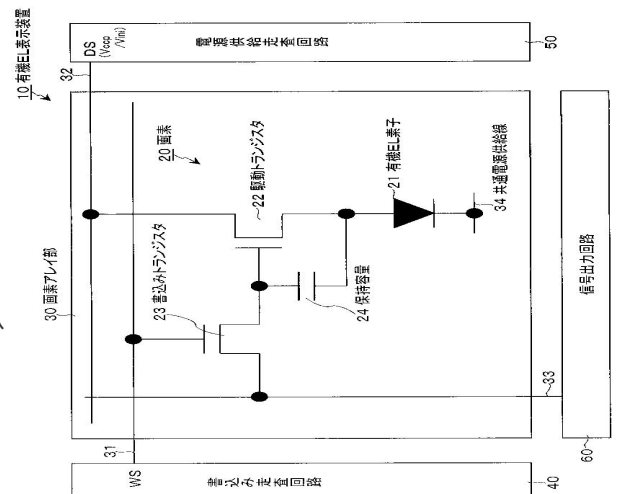 10 有機EL表示装置
DS
(Vccp
/Vini)
電源供給走査回路
50
32
30 画素アレイ部
20 画素
22 駆動トランジスタ
23 書込みトランジスタ
24 保持容量
21 有機EL素子
34 共通電源供給線
31
33
WS
書込み走査回路
40
信号出力回路
60